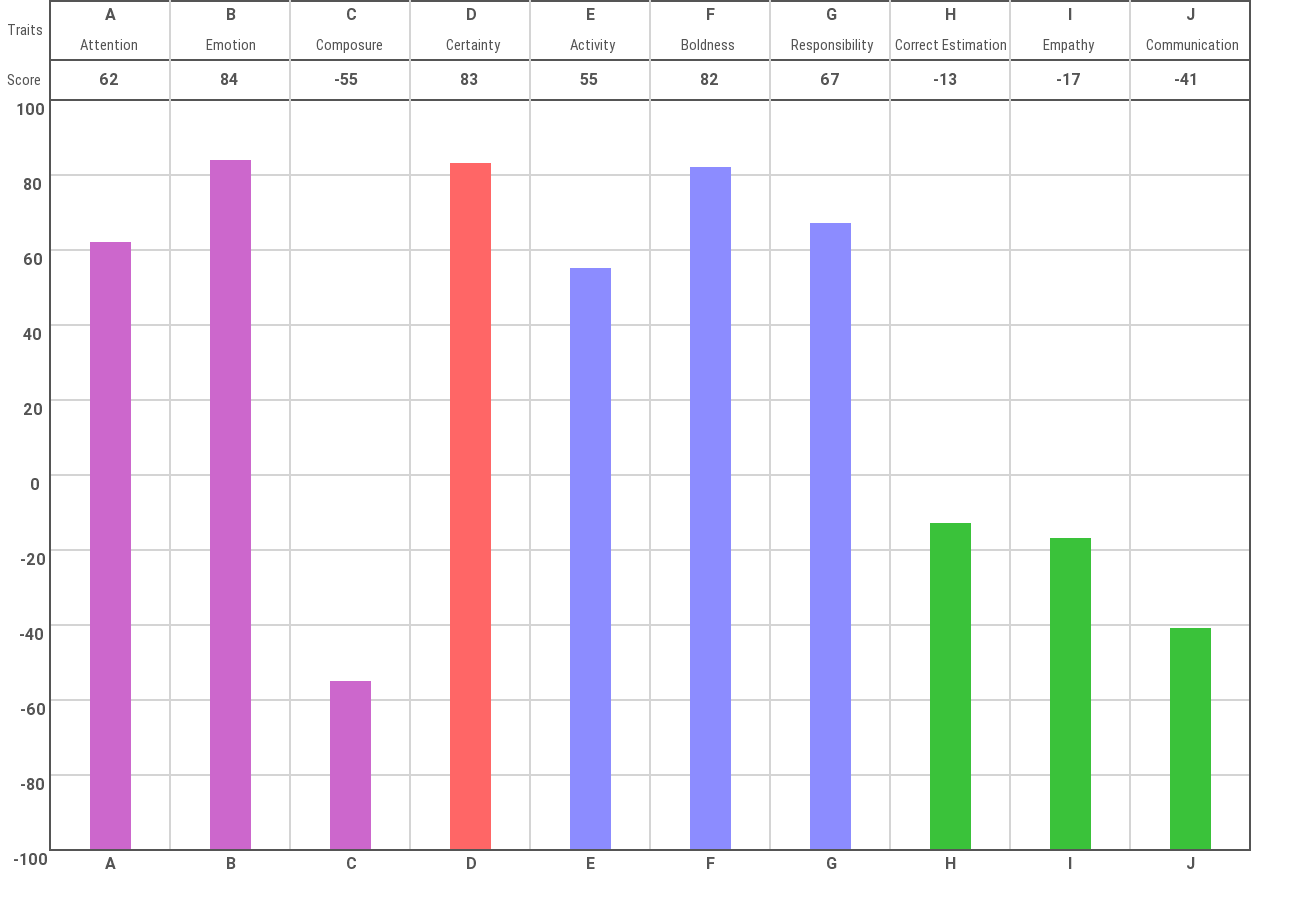 A B C D E F G H I J
Traits
Attention Emotion Composure Certainty Activity Boldness Responsibility Correct Estimation Empathy Communication
Score 62 84 -55 83 55 82 67 -13 -17 -41
100
80
60
40
20
0
-20
-40
-60
-80
-100
A B C D E F G H I J